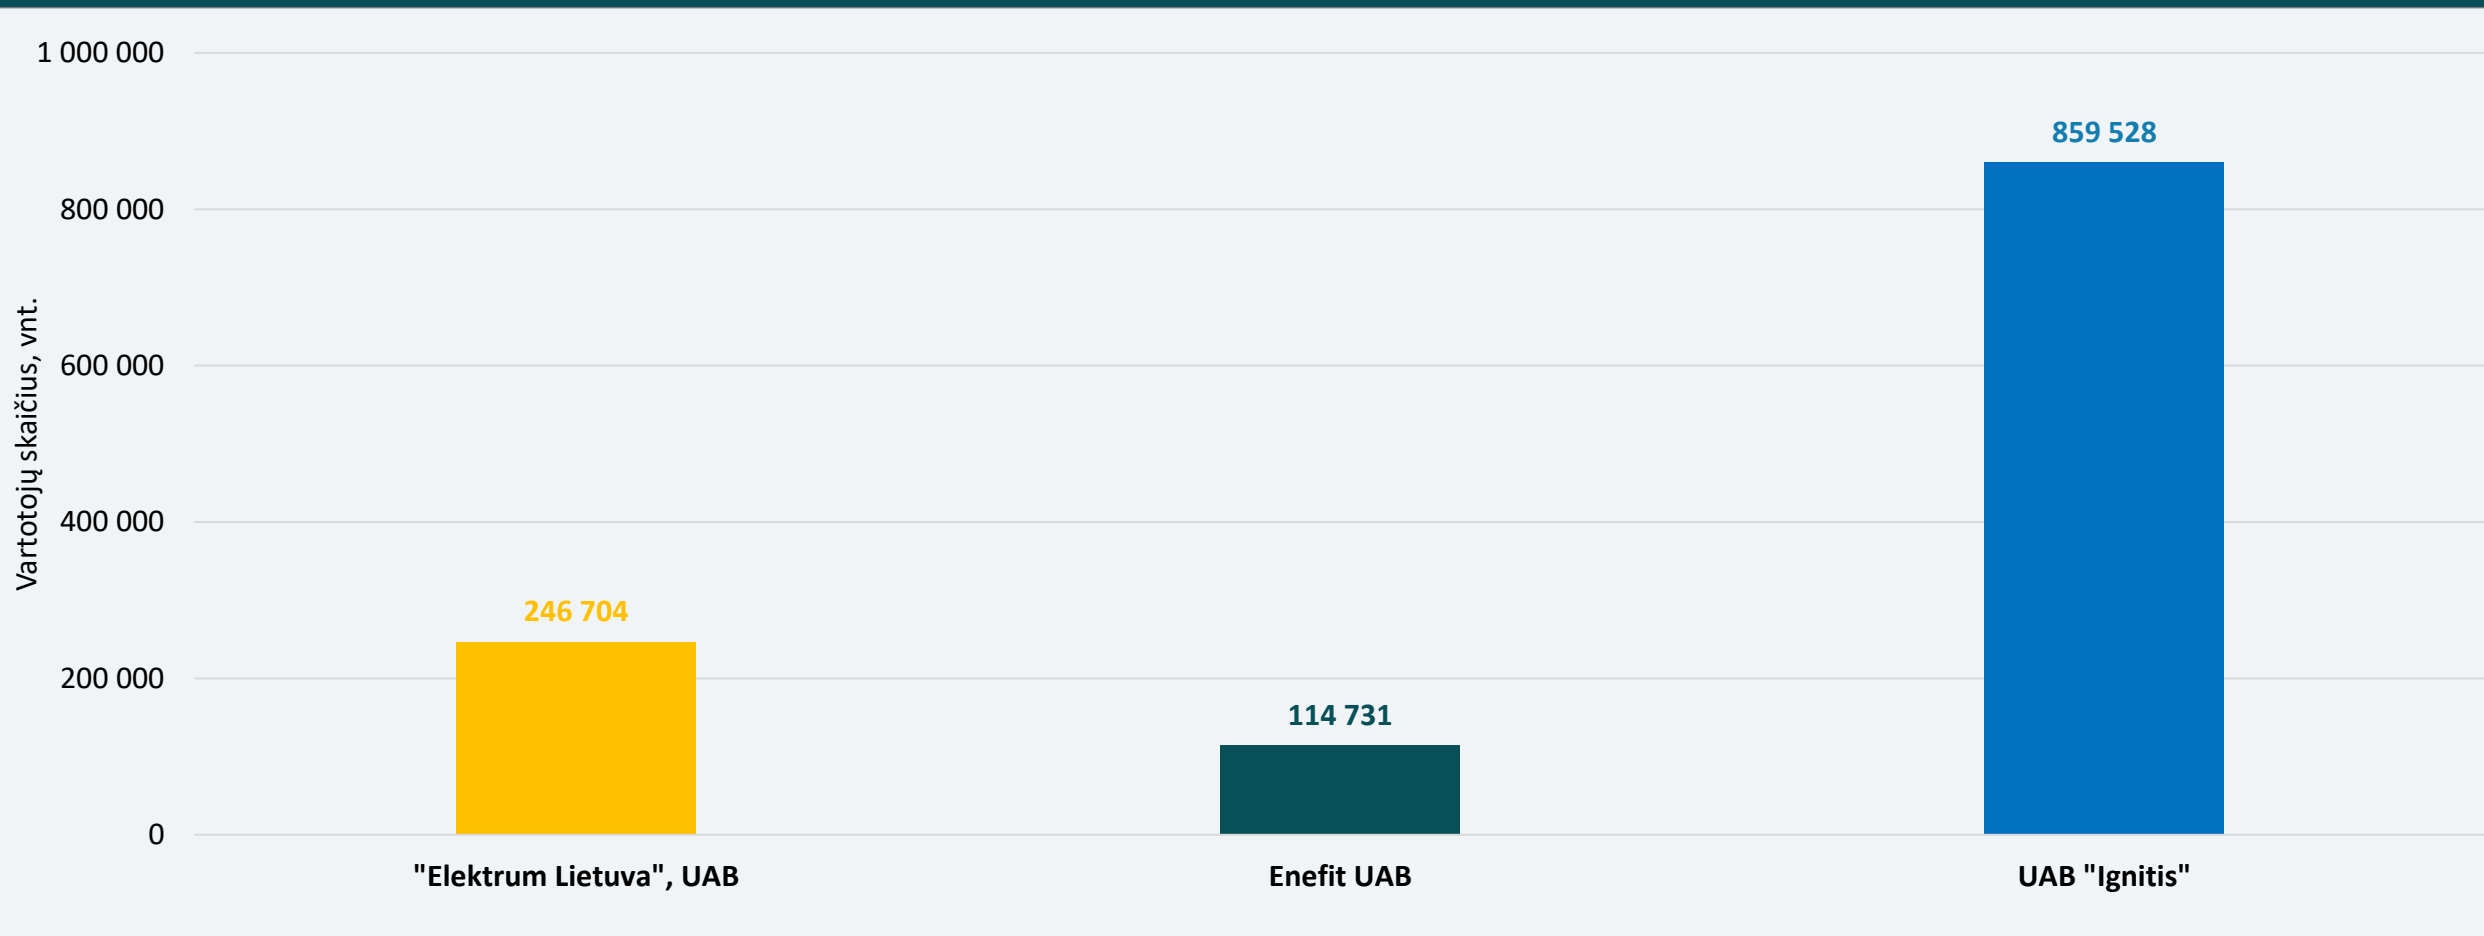 1 000 000
800 000
600 000
400 000
200 000
0
Vartotojų skaičius, vnt.
246 704
114 731
859 528
"Elektrum Lietuva", UAB
Enefit UAB
UAB "Ignitis"